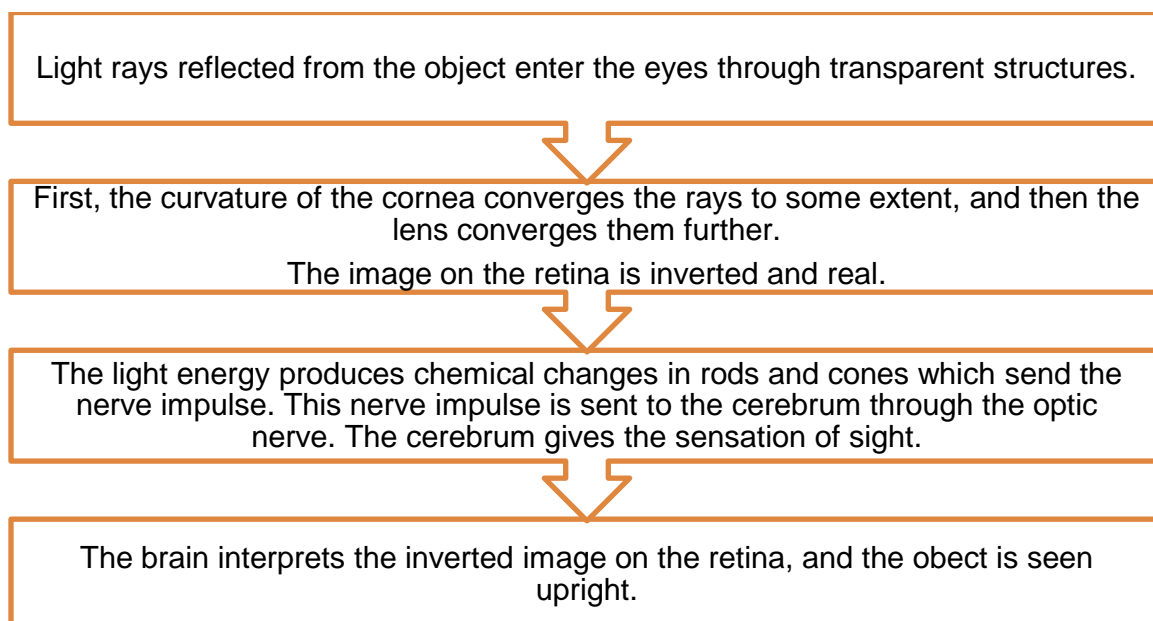 Light rays reflected from the object enter the eyes through transparent structures.
First, the curvature of the cornea converges the rays to some extent, and then the
lens converges them further.
The image on the retina is inverted and real.
The light energy produces chemical changes in rods and cones which send the
nerve impulse. This nerve impulse is sent to the cerebrum through the optic
nerve. The cerebrum gives the sensation of sight.
The brain interprets the inverted image on the retina, and the obect is seen
upright.